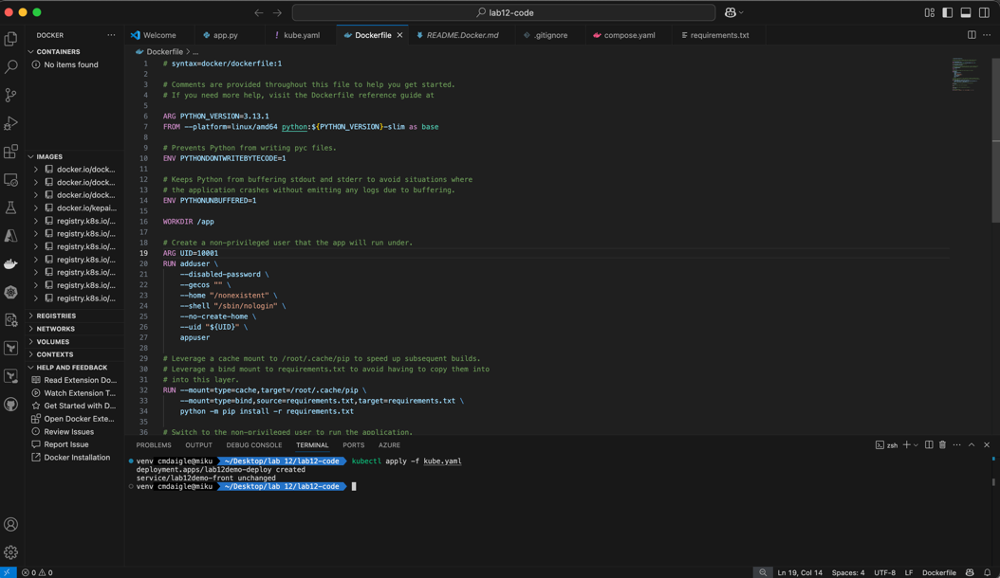 lab12-code
DOCKER
CONTAINERS
No items found
IMAGES
docker.io/dock...
docker.io/dock...
docker.io/dock...
docker.io/kepai...
registry.k8s.io/...
registry.k8s.io/...
registry.k8s.io/...
registry.k8s.io/...
registry.k8s.io/...
registry.k8s.io/...
registry.k8s.io/...
REGISTRIES
NETWORKS
VOLUMES
CONTEXTS
HELP AND FEEDBACK
Read Extension Do...
Watch Extension T...
Get Started with D...
Open Docker Exte...
Review Issues
Report Issue
Docker Installation
Welcome app.py ! kube.yaml Dockerfile README.Docker.md .gitignore compose.yaml requirements.txt
Dockerfile > ...
1 # syntax=docker/dockerfile:1
2
3 # Comments are provided throughout this file to help you get started.
4 # If you need more help, visit the Dockerfile reference guide at
5
6 ARG PYTHON_VERSION=3.13.1
7 FROM --platform=linux/amd64 python:${PYTHON_VERSION}-slim as base
8
9 # Prevents Python from writing pyc files.
10 ENV PYTHONDONTWRITEBYTECODE=1
11
12 # Keeps Python from buffering stdout and stderr to avoid situations where
13 # the application crashes without emitting any logs due to buffering.
14 ENV PYTHONUNBUFFERED=1
15
16 WORKDIR /app
17
18 # Create a non-privileged user that the app will run under.
19 ARG UID=10001
20 RUN adduser \
21 --disabled-password \
22 --gecos "" \
23 --home "/nonexistent" \
24 --shell "/sbin/nologin" \
25 --no-create-home \
26 --uid "${UID}" \
27 appuser
28
29 # Leverage a cache mount to /root/.cache/pip to speed up subsequent builds.
30 # Leverage a bind mount to requirements.txt to avoid having to copy them into
31 # into this layer.
32 RUN --mount=type=cache,target=/root/.cache/pip \
33 --mount=type=bind,source=requirements.txt,target=requirements.txt \
34 python -m pip install -r requirements.txt
35
36 # Switch to the non-privileged user to run the application.
PROBLEMS OUTPUT DEBUG CONSOLE TERMINAL PORTS AZURE
zsh
venv cmdaigle@miku ~/Desktop/lab 12/lab12-code kubectl apply -f kube.yaml
deployment.apps/lab12demo-deploy created
service/lab12demo-front unchanged
venv cmdaigle@miku ~/Desktop/lab 12/lab12-code
0 0
Ln 19, Col 14 Spaces: 4 UTF-8 LF Dockerfile